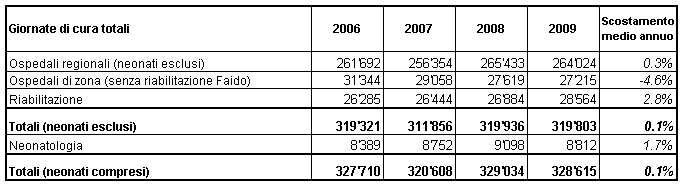 Giornate di cura totali 2006 2007 2008 2009 Scostamento medio annuo
Ospedali regionali (neonati esclusi) 261'692 256'354 265'433 264'024 0.3%
Ospedali di zona (senza riabilitazione Faido) 31'344 29'058 27'619 27'215 -4.6%
Riabilitazione 26'285 26'444 26'884 28'564 2.8%
Totali (neonati esclusi) 319'321 311'856 319'936 319'803 0.1%
Neonatologia 8'389 8'752 9'098 8'812 1.7%
Totali (neonati compresi) 327'710 320'608 329'034 328'615 0.1%